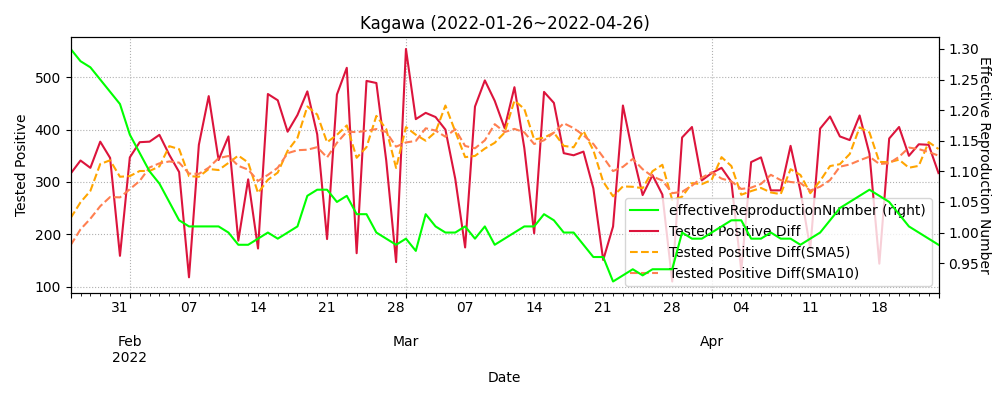 Kagawa (2022-01-26~2022-04-26)
Tested Positive
500
400
300
200
100
1.30
1.25
1.20
1.15
1.10
1.05
1.00
0.95
Effective Reproduction Number
effectiveReproductionNumber (right)
Tested Positive Diff
Tested Positive Diff(SMA5)
Tested Positive Diff(SMA10)
31 07 14 21 28 07 14 21 28 04 11 18
Feb Mar Apr
2022
Date